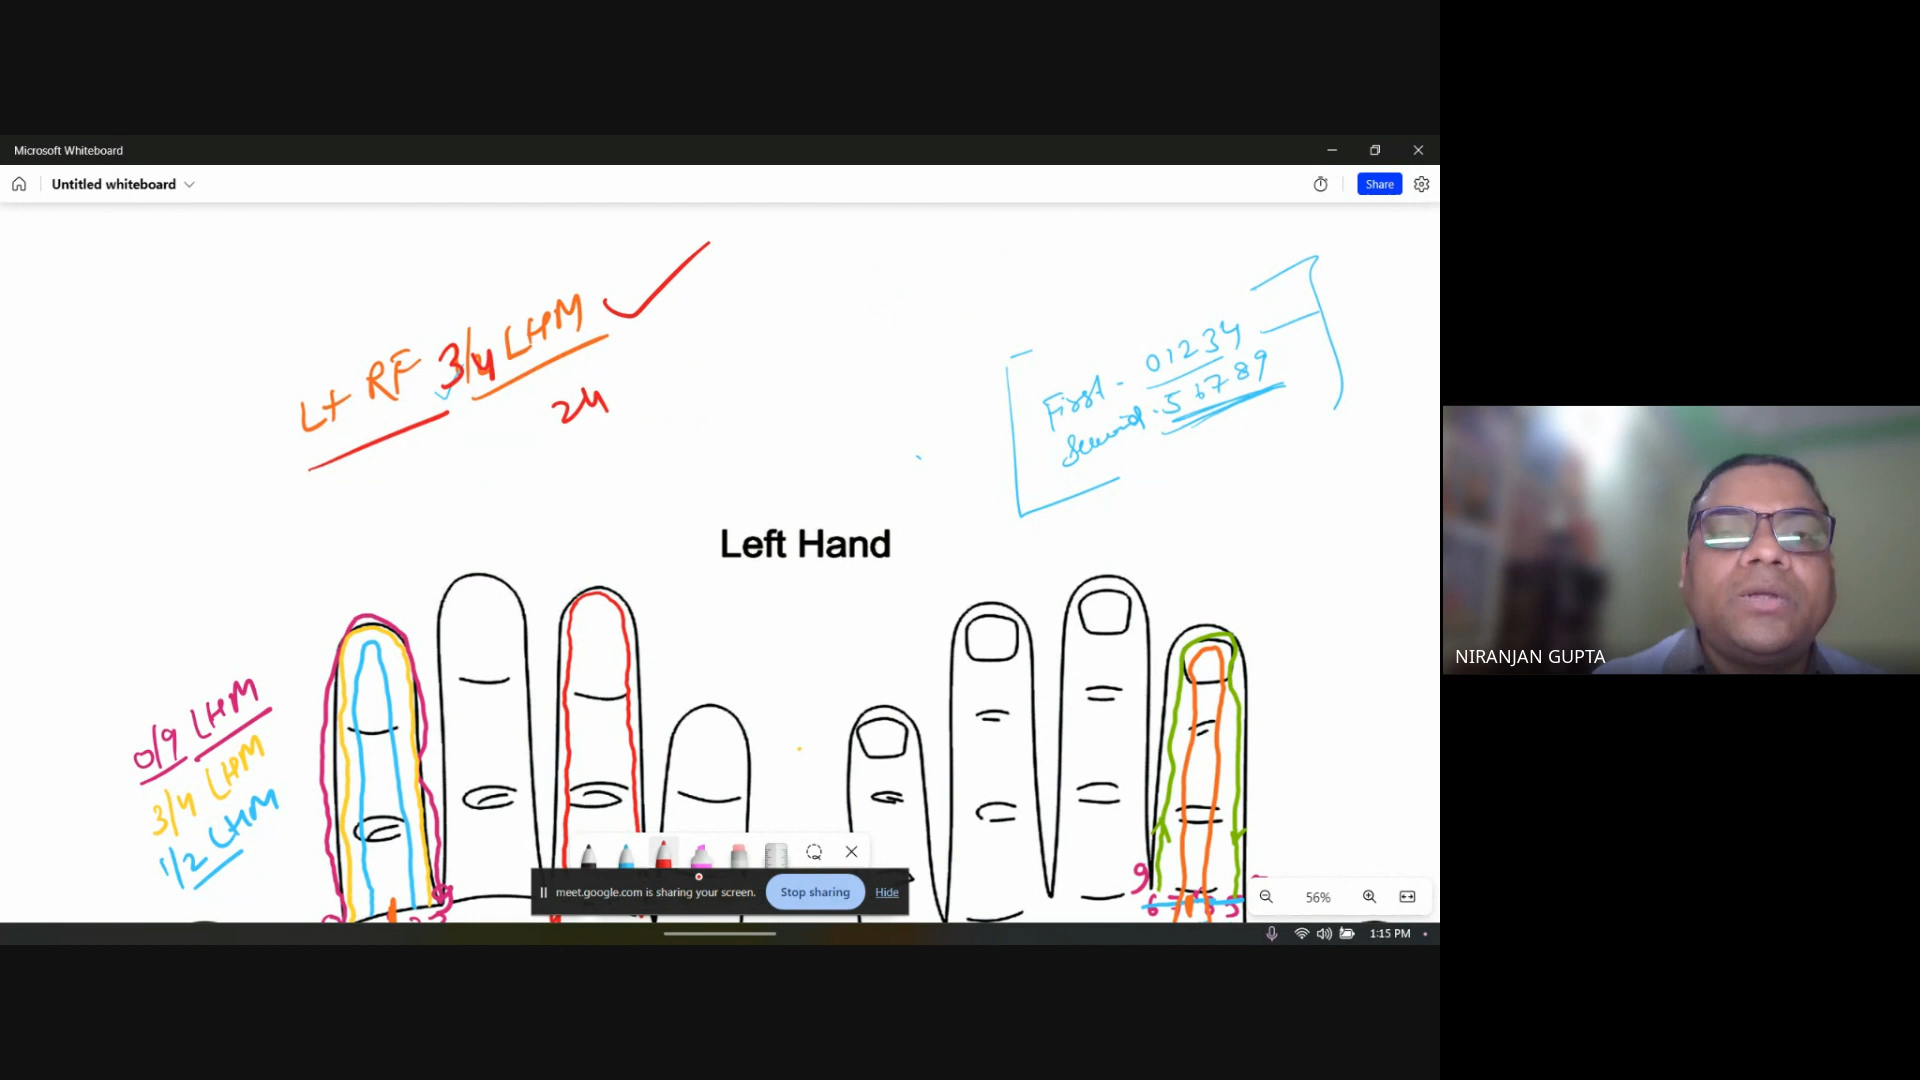 Microsoft Whiteboard
Untitled whiteboard
Share
Lt RF 3/4 LHM
24
First - 01234
Second - 56789
Left Hand
0/9 LHM
3/4 LHM
1/2 LHM
9
meet.google.com is sharing your screen.
Stop sharing
Hide
56%
1:15 PM
NIRANJAN GUPTA